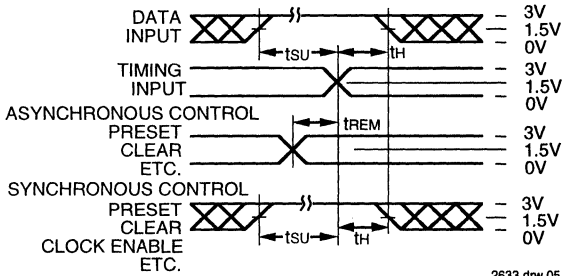 DATA
INPUT
tSU
tH
3V
1.5V
0V
TIMING
INPUT
3V
1.5V
0V
ASYNCHRONOUS CONTROL
PRESET
CLEAR
ETC.
tREM
3V
1.5V
0V
SYNCHRONOUS CONTROL
PRESET
CLEAR
CLOCK ENABLE
ETC.
tSU
tH
3V
1.5V
0V
2633 drw 05